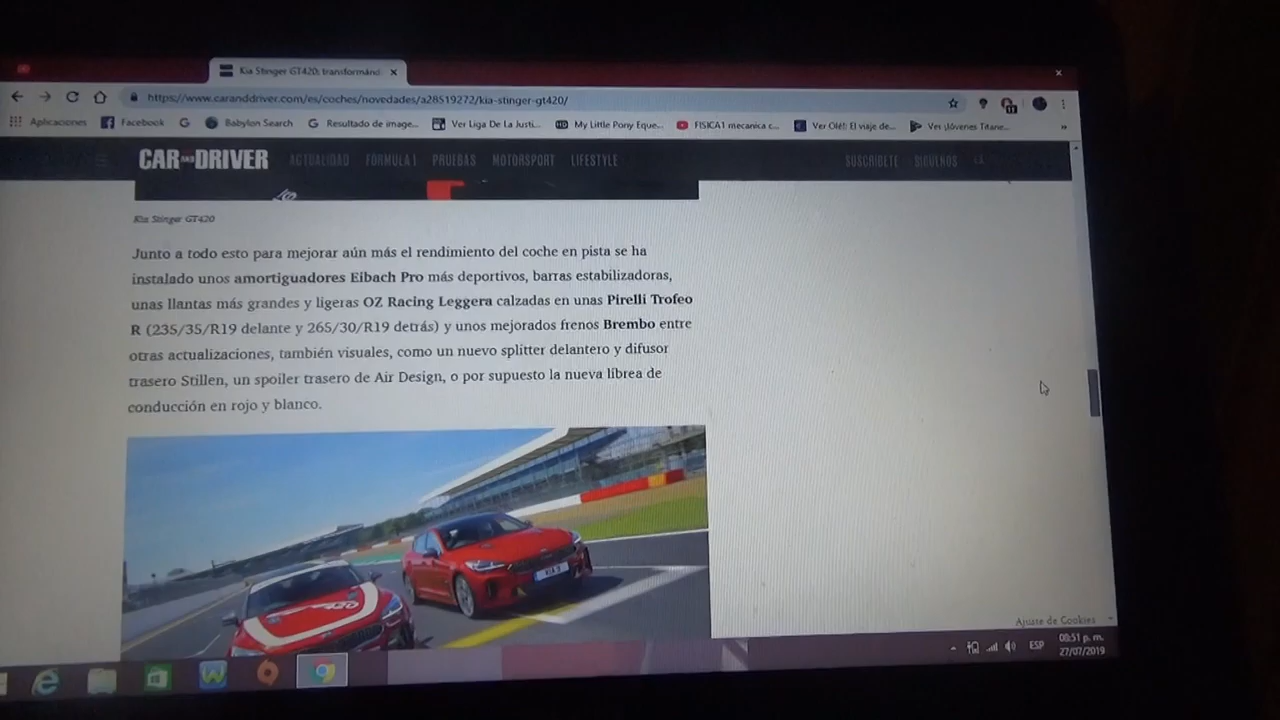 Kia Stinger GT420: transformánd
https://www.caranddriver.com/es/coches/novedades/a28519272/kia-stinger-gt420/
Aplicaciones Facebook Babylon Search Resultado de image... Ver Liga De La Justi... My Little Pony Eque... FISICA1 mecanica c... Ver Olé!: El viaje de... Ver ¡Jóvenes Titane...
CAR AND DRIVER ACTUALIDAD FÓRMULA 1 PRUEBAS MOTORSPORT LIFESTYLE SUSCRÍBETE SÍGUENOS
Kia Stinger GT420
Junto a todo esto para mejorar aún más el rendimiento del coche en pista se ha
instalado unos amortiguadores Eibach Pro más deportivos, barras estabilizadoras,
unas llantas más grandes y ligeras OZ Racing Leggera calzadas en unas Pirelli Trofeo
R (235/35/R19 delante y 265/30/R19 detrás) y unos mejorados frenos Brembo entre
otras actualizaciones, también visuales, como un nuevo splitter delantero y difusor
trasero Stillen, un spoiler trasero de Air Design, o por supuesto la nueva librea de
conducción en rojo y blanco.
420
Ajuste de Cookies
ESP
08:51 p. m.
27/07/2019